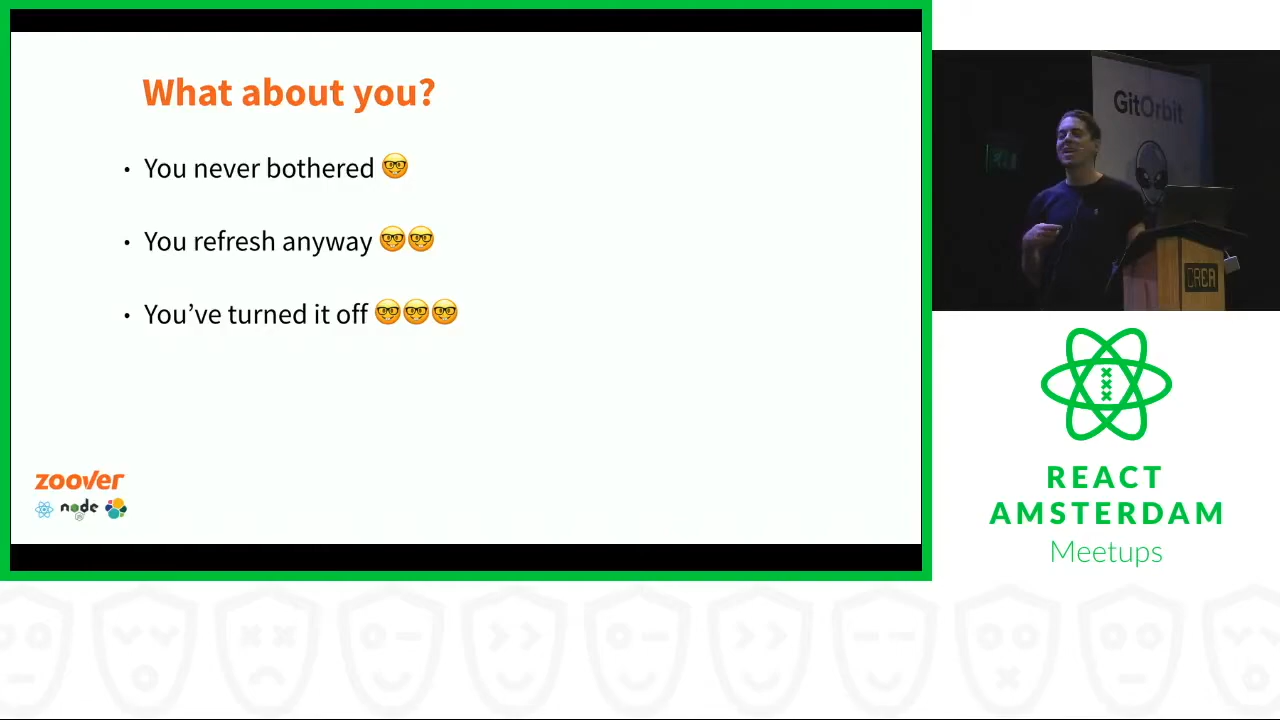 What about you?
• You never bothered 🤓
• You refresh anyway 🤓🤓
• You’ve turned it off 🤓🤓🤓
zoover
node
GitOrbit
CREA
REACT
AMSTERDAM
Meetups